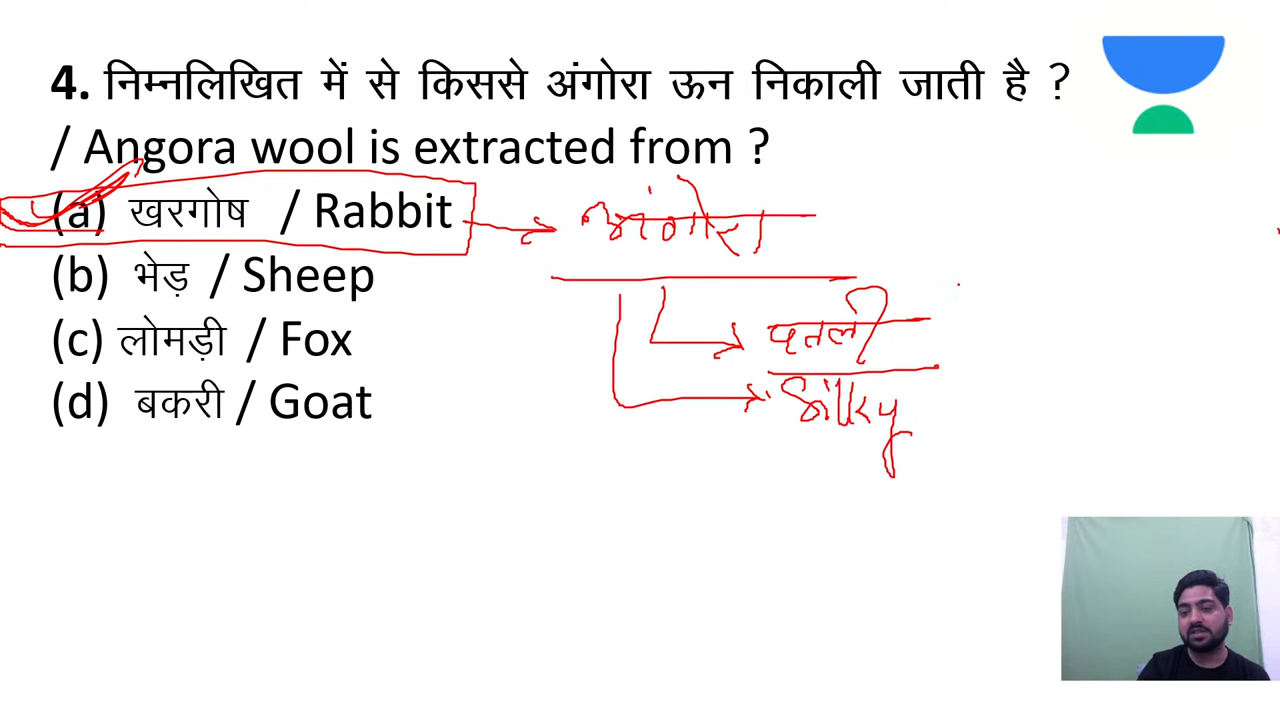 4. निम्नलिखित में से किससे अंगोरा ऊन निकाली जाती है ?
/ Angora wool is extracted from ?
(a) खरगोष / Rabbit
अंगोरा
(b) भेड़ / Sheep
(c) लोमड़ी / Fox
पतली
(d) बकरी / Goat
Silky